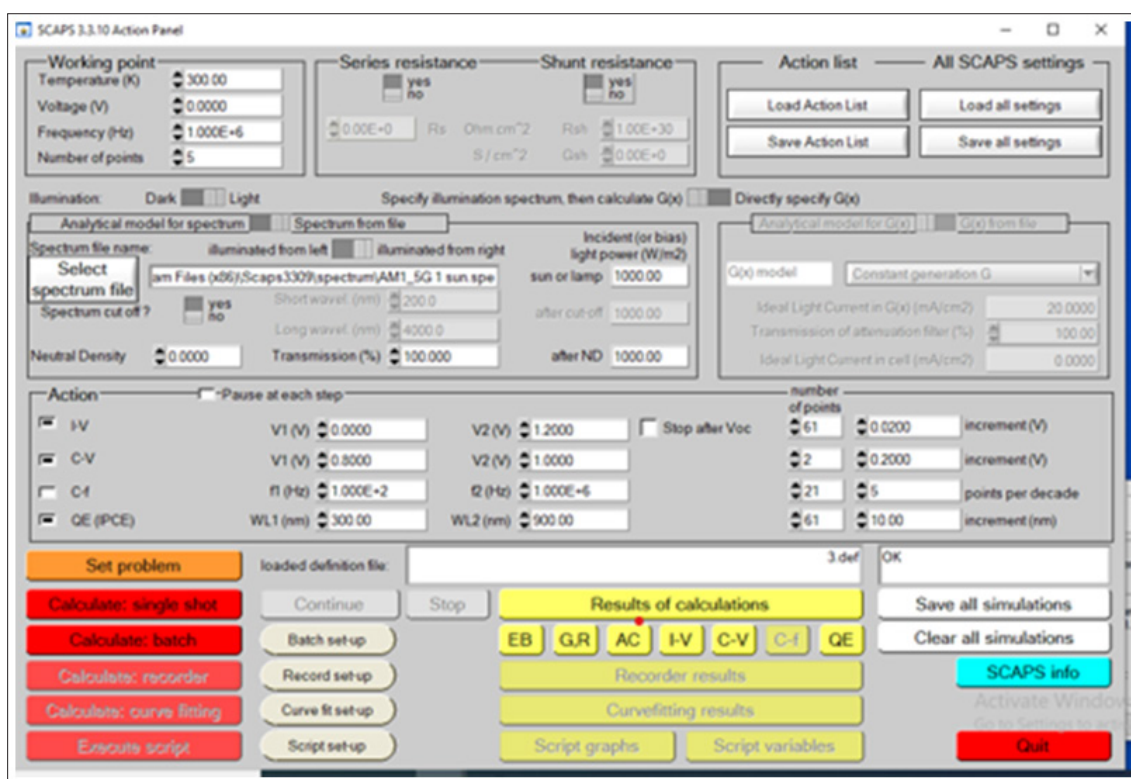 SCAPS 3.3.10 Action Panel
Working point
Temperature (K) 300.00
Voltage (V) 0.0000
Frequency (Hz) 1.000E+6
Number of points 5
Series resistance
yes
no
Shunt resistance
yes
no
0.00E+0 Rs Ohm.cm^2 Rsh 1.00E+30
S / cm^2 Gsh 0.00E+0
Action list
All SCAPS settings
Load Action List
Load all settings
Save Action List
Save all settings
Illumination: Dark Light
Specify illumination spectrum, then calculate G(x) Directly specify G(x)
Analytical model for spectrum Spectrum from file
Spectrum file name: illuminated from left illuminated from right
Incident (or bias)
light power (W/m2)
Select
spectrum file
am Files (x86)\Scaps3309\spectrum\AM1_5G 1 sun.spe
sun or lamp 1000.00
Spectrum cut off ? yes
no
Short wavel. (nm) 200.0
Long wavel. (nm) 4000.0
after cut-off 1000.00
Neutral Density 0.0000
Transmission (%) 100.000
after ND 1000.00
Analytical model for G(x) G(x) from file
G(x) model Constant generation G
Ideal Light Current in G(x) (mA/cm2) 20.0000
Transmission of attenuation filter (%) 100.00
Ideal Light Current in cell (mA/cm2) 0.0000
Action
Pause at each step
number
of points
I-V V1 (V) 0.0000 V2 (V) 1.2000 Stop after Voc 61 0.0200 increment (V)
C-V V1 (V) 0.8000 V2 (V) 1.0000 2 0.2000 increment (V)
C-f f1 (Hz) 1.000E+2 f2 (Hz) 1.000E+6 21 5 points per decade
QE (IPCE) WL1 (nm) 300.00 WL2 (nm) 900.00 61 10.00 increment (nm)
Set problem
loaded definition file:
3.def
OK
Calculate: single shot
Continue
Stop
Results of calculations
Save all simulations
Calculate: batch
Batch set-up
EB G,R AC I-V C-V C-f QE
Clear all simulations
Calculate: recorder
Record set-up
Recorder results
SCAPS info
Calculate: curve fitting
Curve fit set-up
Curvefitting results
Activate Window
Go to Settings to acti
Execute script
Script set-up
Script graphs
Script variables
Quit